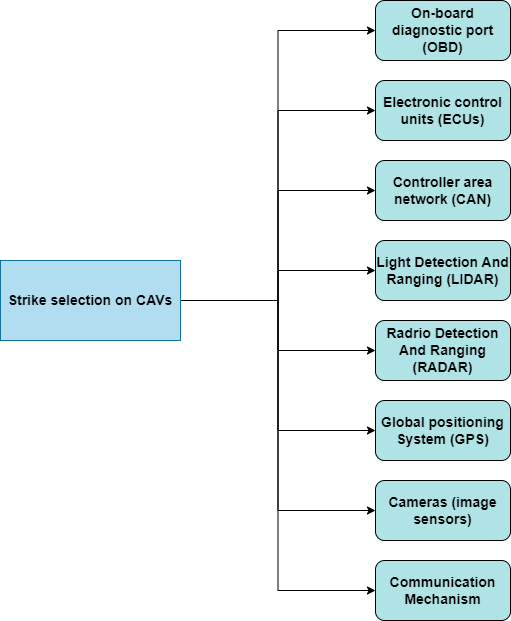 On-board
diagnostic port
(OBD)
Electronic control
units (ECUs)
Controller area
network (CAN)
Light Detection And
Ranging (LIDAR)
Strike selection on CAVs
Radrio Detection
And Ranging
(RADAR)
Global positioning
System (GPS)
Cameras (image
sensors)
Communication
Mechanism